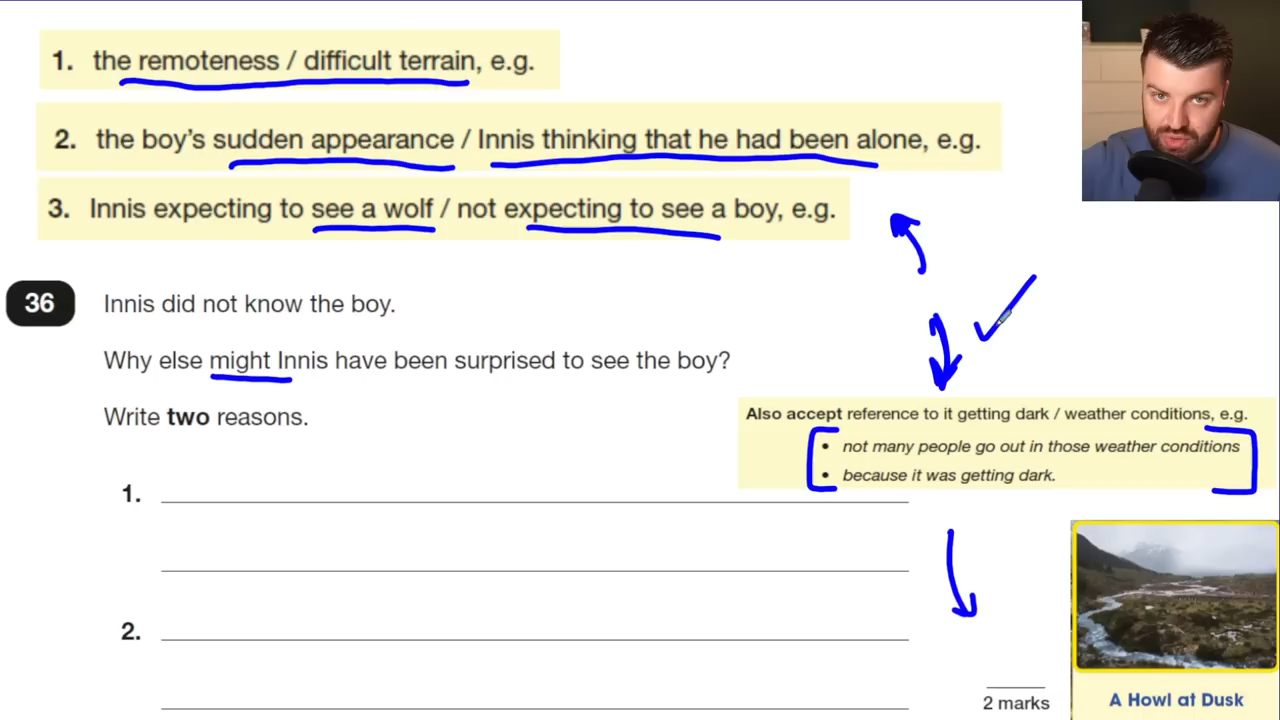 1. the remoteness / difficult terrain, e.g.
2. the boy's sudden appearance / Innis thinking that he had been alone, e.g.
3. Innis expecting to see a wolf / not expecting to see a boy, e.g.
36 Innis did not know the boy.
Why else might Innis have been surprised to see the boy?
Write two reasons.
Also accept reference to it getting dark / weather conditions, e.g.
• not many people go out in those weather conditions
• because it was getting dark.
1.
2.
2 marks
A Howl at Dusk